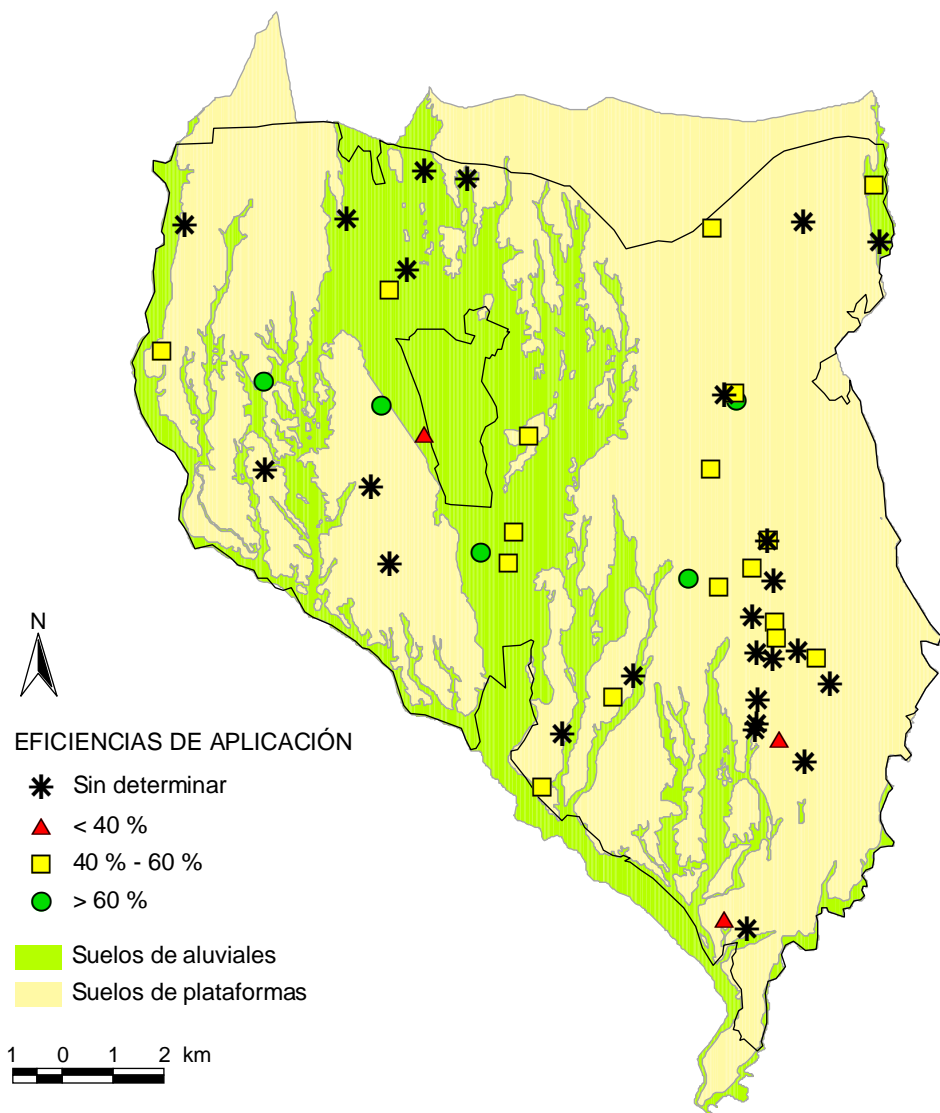 N
EFICIENCIAS DE APLICACIÓN
Sin determinar
< 40 %
40 % - 60 %
> 60 %
Suelos de aluviales
Suelos de plataformas
1 0 1 2 km